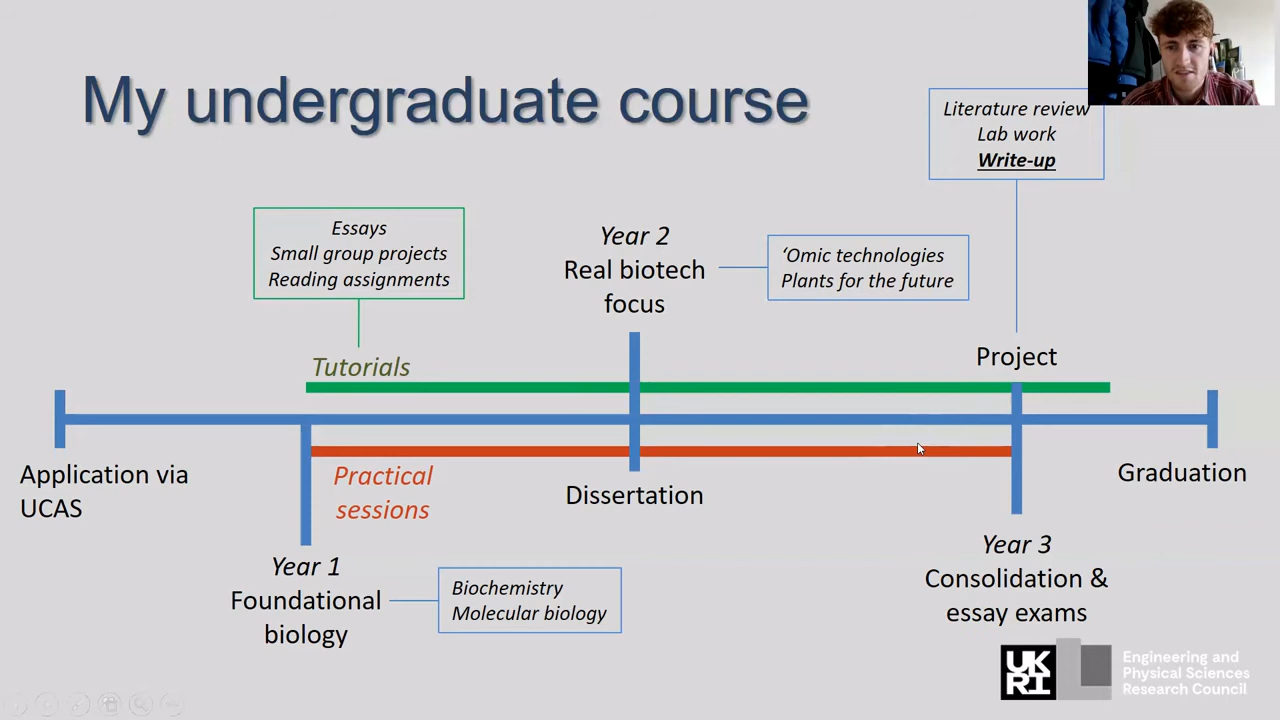 My undergraduate course
Literature review
Lab work
Write-up
Essays
Small group projects
Reading assignments
Year 2
Real biotech
focus
‘Omic technologies
Plants for the future
Tutorials
Project
Application via
UCAS
Practical
sessions
Dissertation
Graduation
Year 1
Foundational
biology
Biochemistry
Molecular biology
Year 3
Consolidation &
essay exams
UK
RI
Engineering and
Physical Sciences
Research Council